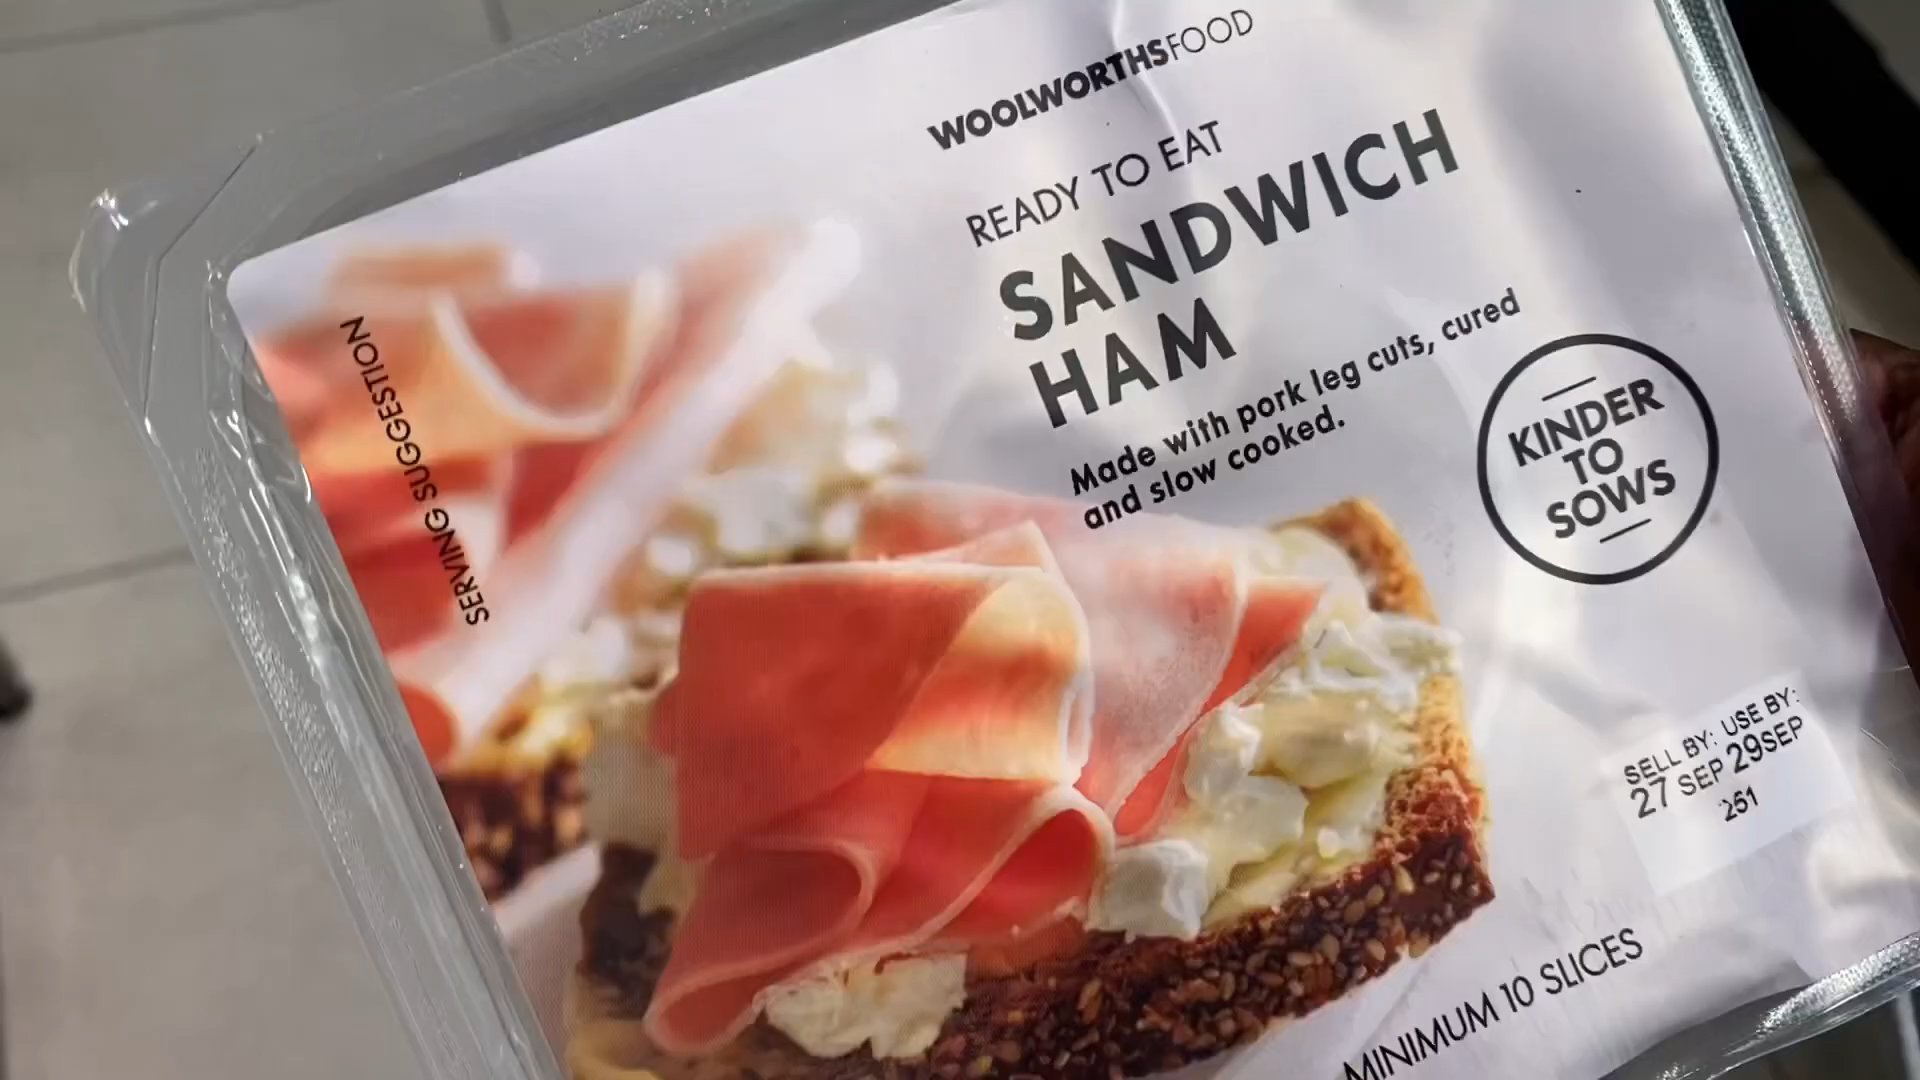 WOOLWORTHSFOOD
READY TO EAT
SANDWICH
HAM
Made with pork leg cuts, cured
and slow cooked.
KINDER
TO
SOWS
SERVING SUGGESTION
SELL BY: USE BY:
27 SEP 29SEP
251
MINIMUM 10 SLICES